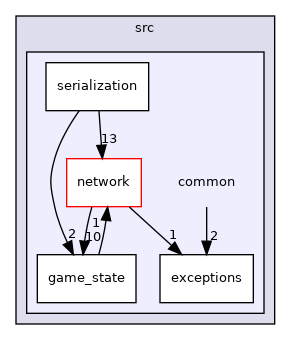 src
serialization
13
network
common
2
1
10
1
2
game_state
exceptions